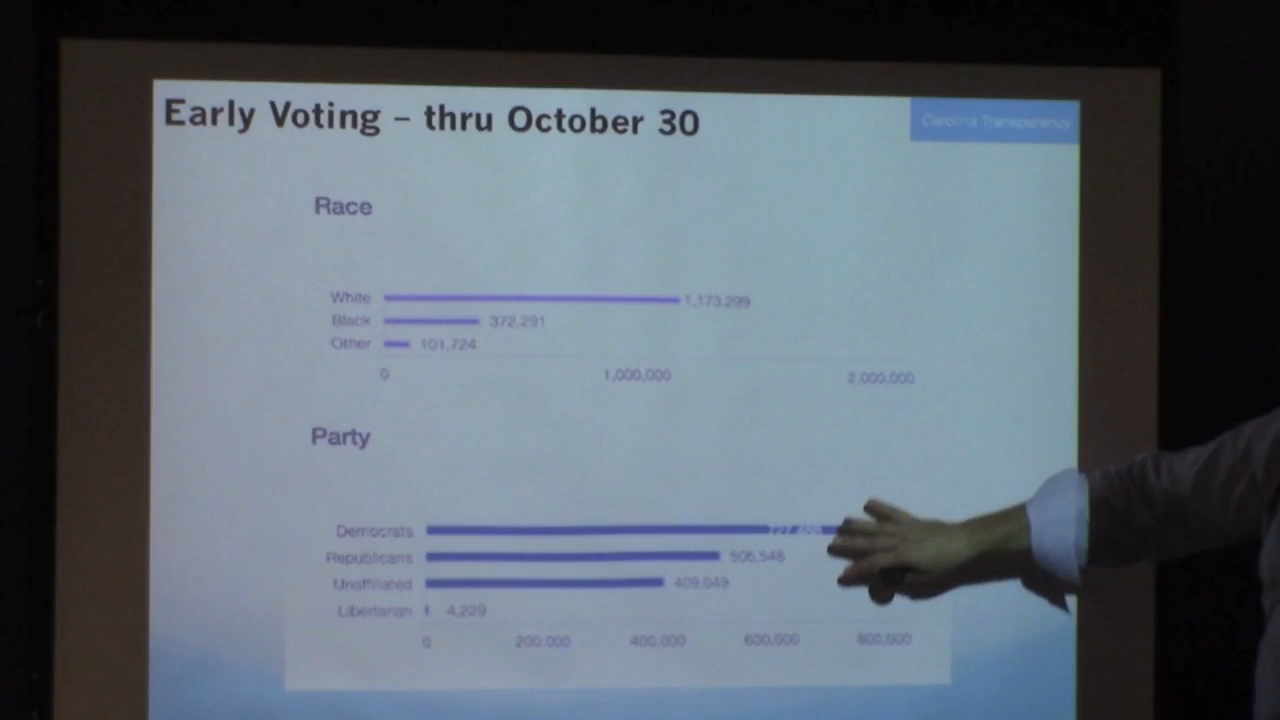 Early Voting – thru October 30
Carolina Transparency
Race
White 1,173,299
Black 372,291
Other 101,724
0 1,000,000 2,000,000
Party
Democrats
Republicans 506,548
Unaffiliated 409,049
Libertarian 4,229
0 200,000 400,000 600,000 800,000